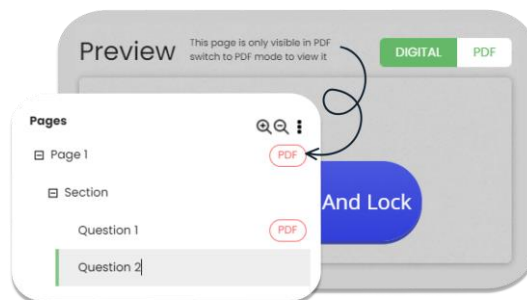 Preview
This page is only visible in PDF
switch to PDF mode to view it
DIGITAL
PDF
Pages
Page 1
PDF
Section
Question 1
PDF
Question 2
And Lock